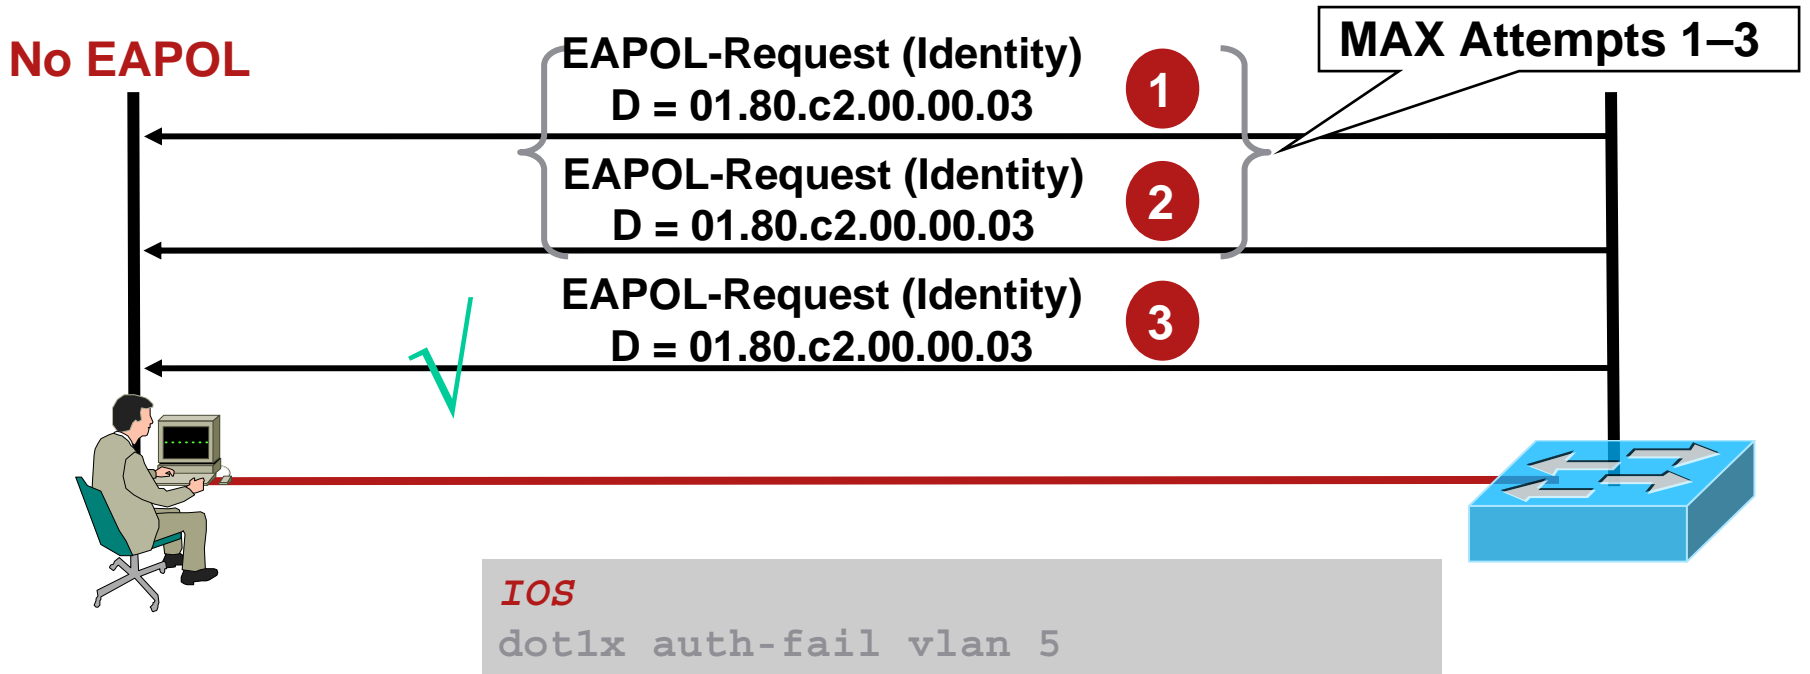 No EAPOL
MAX Attempts 1–3
EAPOL-Request (Identity)
D = 01.80.c2.00.00.03
1
EAPOL-Request (Identity)
D = 01.80.c2.00.00.03
2
EAPOL-Request (Identity)
D = 01.80.c2.00.00.03
3
IOS
dot1x auth-fail vlan 5